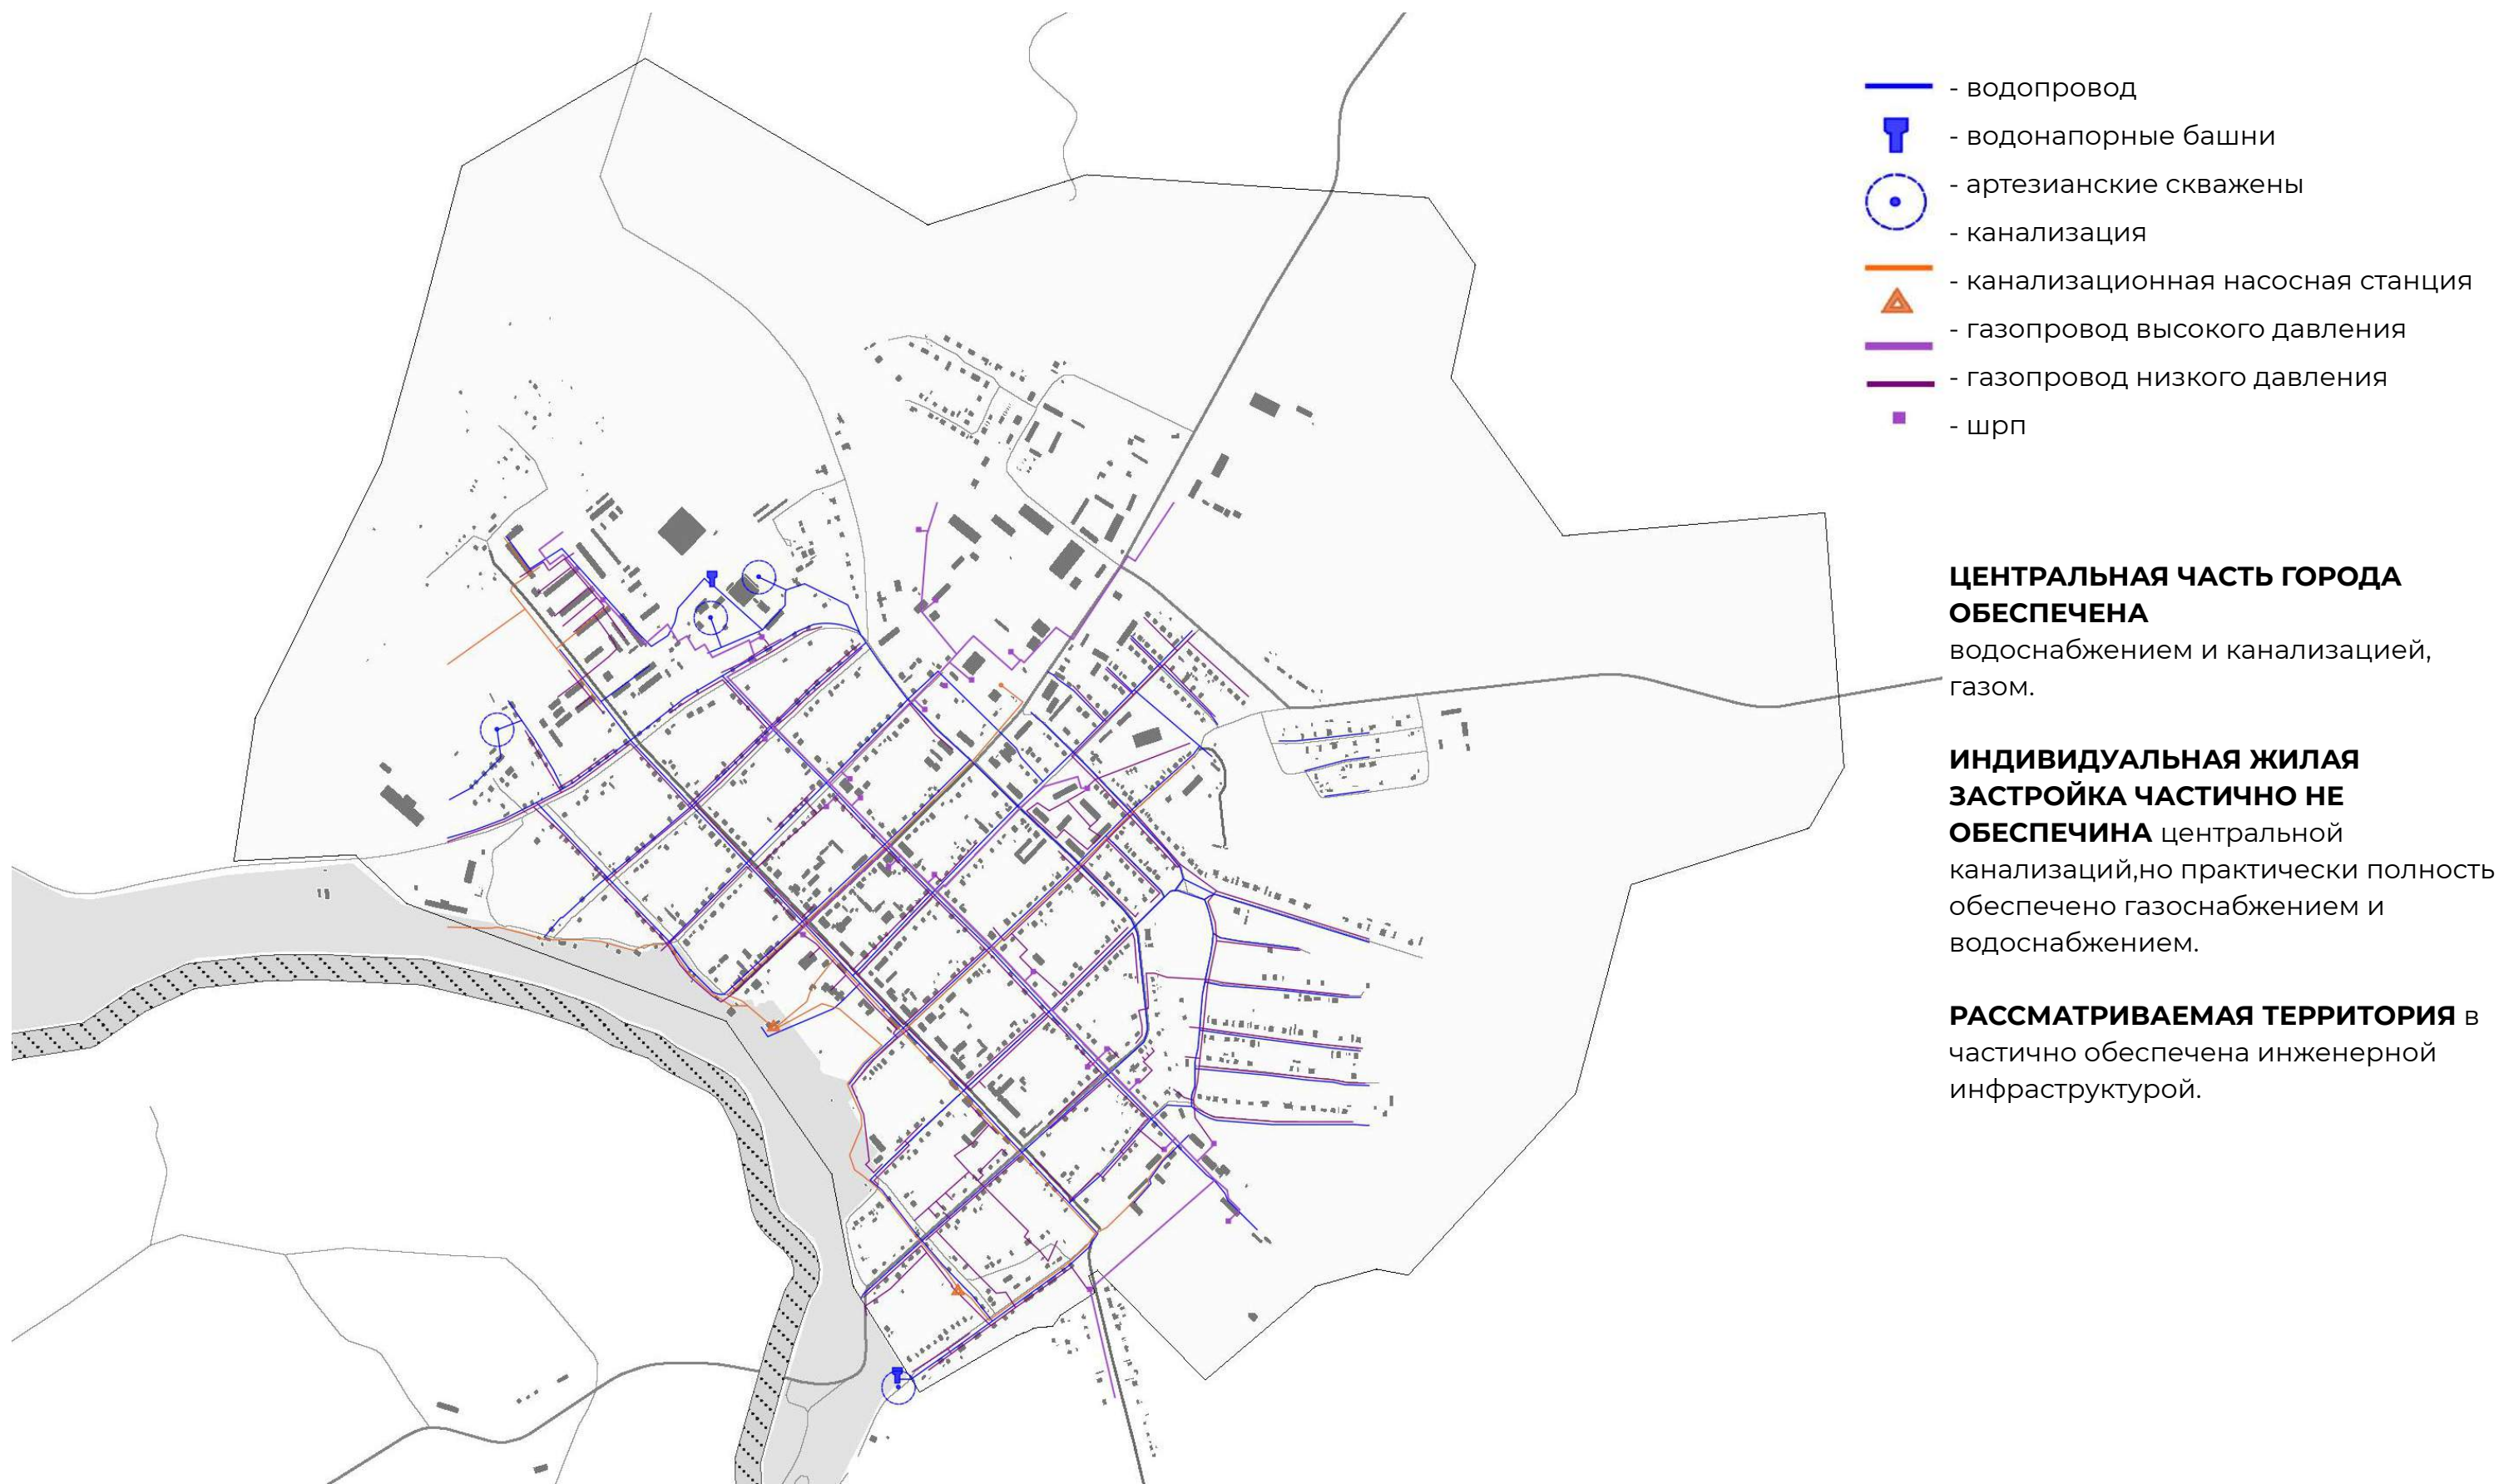 - водопровод
- водонапорные башни
- артезианские скважены
- канализация
- канализационная насосная станция
- газопровод высокого давления
- газопровод низкого давления
- шрп
ЦЕНТРАЛЬНАЯ ЧАСТЬ ГОРОДА
ОБЕСПЕЧЕНА
водоснабжением и канализацией,
газом.
ИНДИВИДУАЛЬНАЯ ЖИЛАЯ
ЗАСТРОЙКА ЧАСТИЧНО НЕ
ОБЕСПЕЧИНА центральной
канализаций,но практически полность
обеспечено газоснабжением и
водоснабжением.
РАССМАТРИВАЕМАЯ ТЕРРИТОРИЯ в
частично обеспечена инженерной
инфраструктурой.